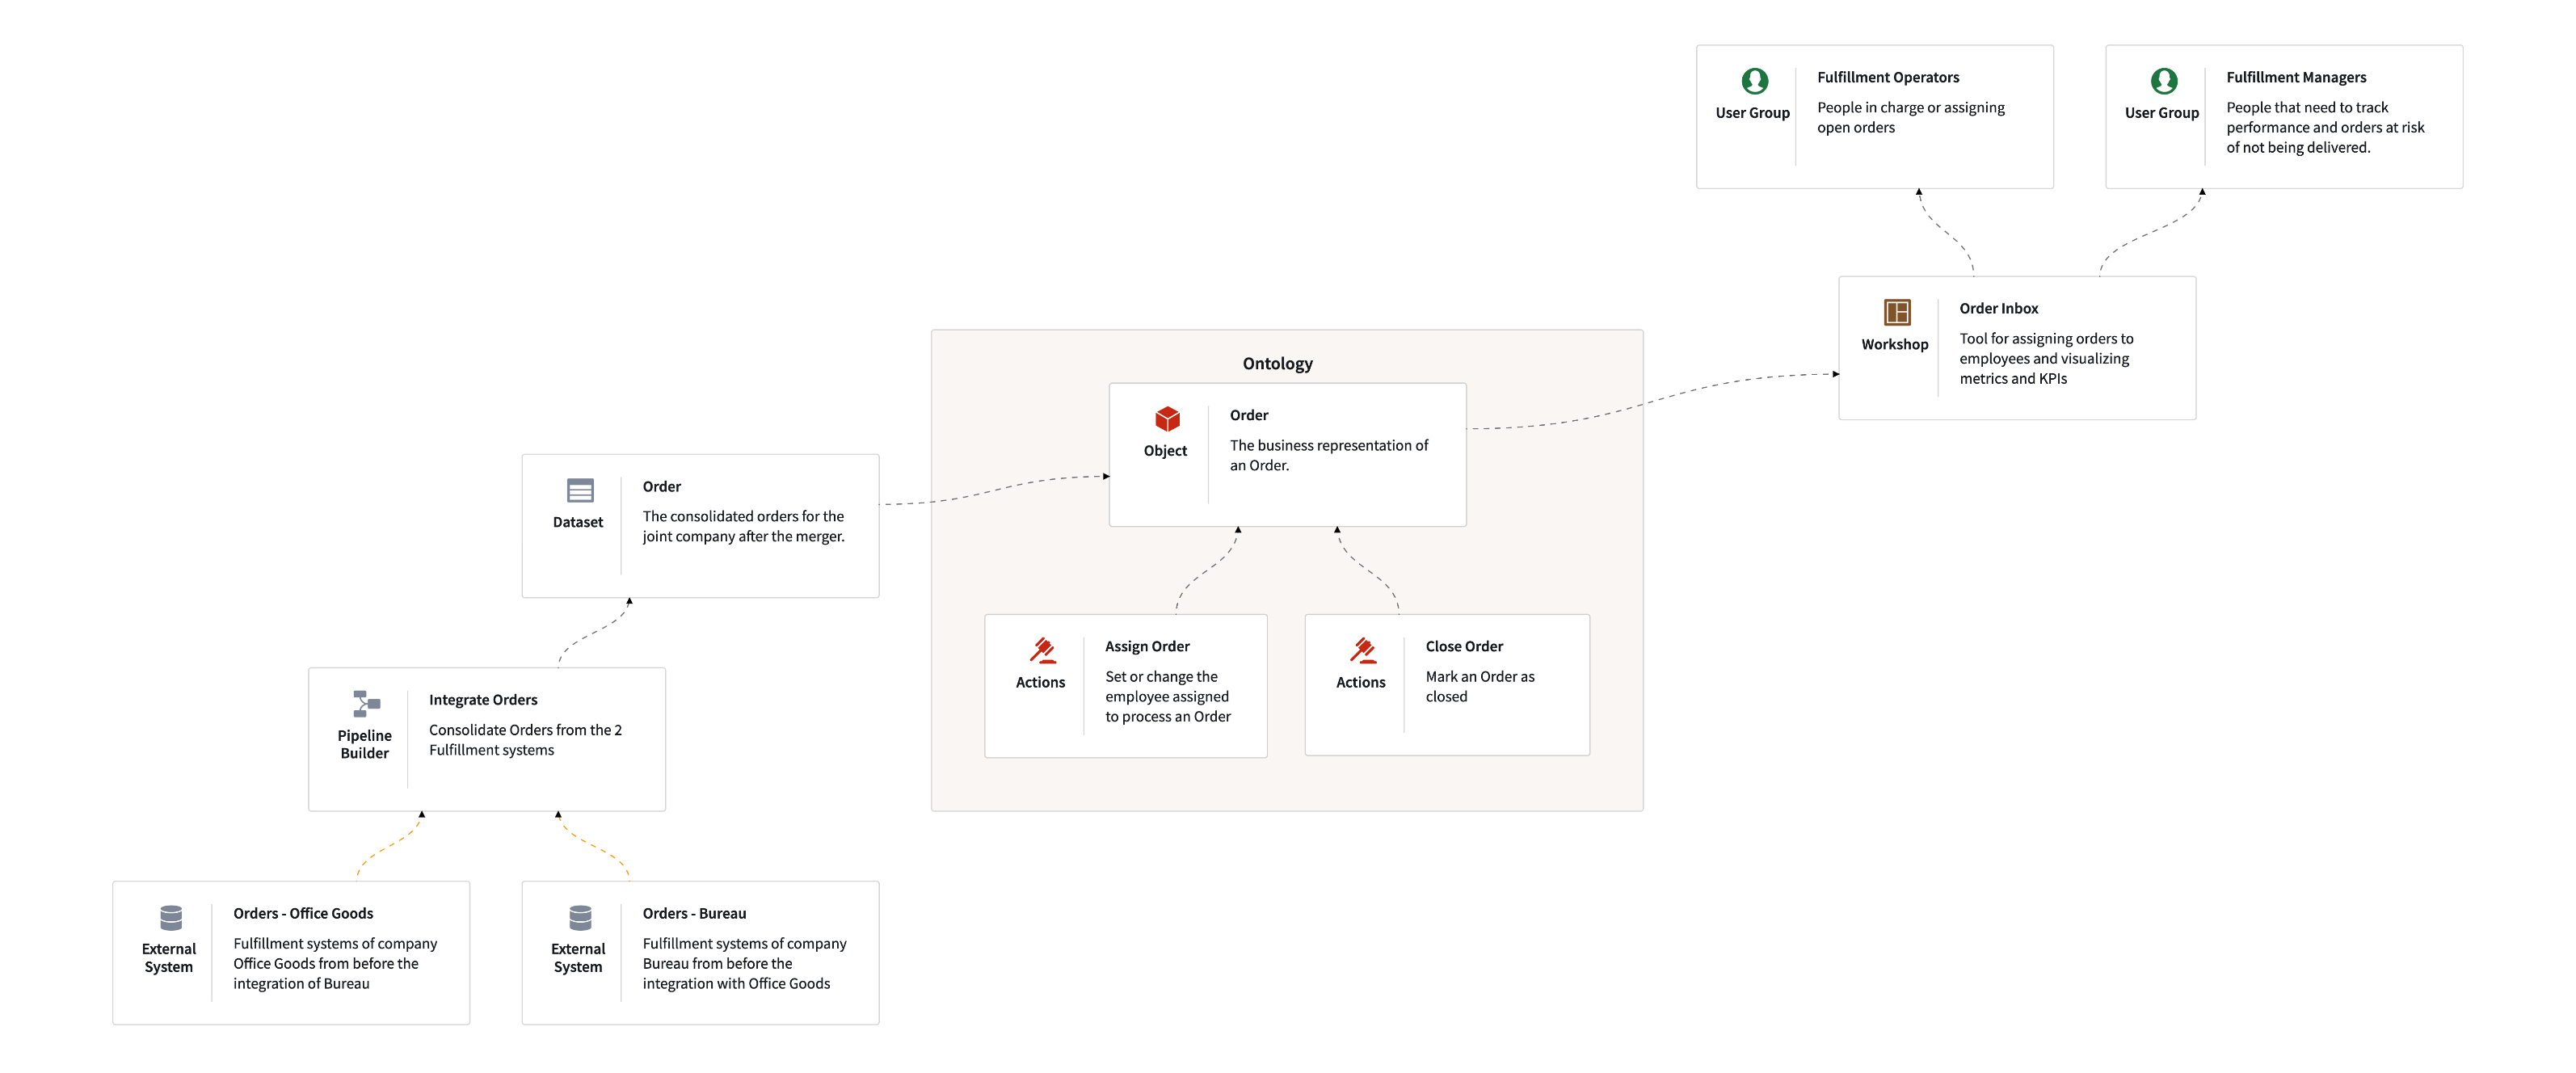 User Group
Fulfillment Operators
People in charge or assigning
open orders
User Group
Fulfillment Managers
People that need to track
performance and orders at risk
of not being delivered.
Workshop
Order Inbox
Tool for assigning orders to
employees and visualizing
metrics and KPIs
Ontology
Object
Order
The business representation of
an Order.
Dataset
Order
The consolidated orders for the
joint company after the merger.
Actions
Assign Order
Set or change the
employee assigned
to process an Order
Actions
Close Order
Mark an Order as
closed
Pipeline
Builder
Integrate Orders
Consolidate Orders from the 2
Fulfillment systems
External
System
Orders - Office Goods
Fulfillment systems of company
Office Goods from before the
integration of Bureau
External
System
Orders - Bureau
Fulfillment systems of company
Bureau from before the
integration with Office Goods